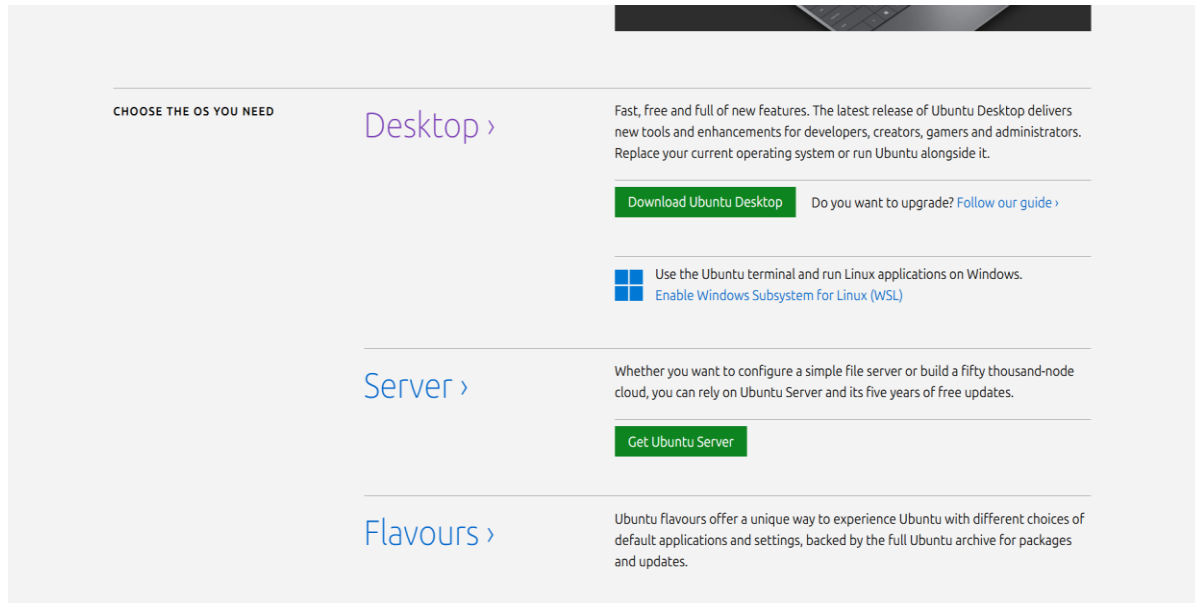 CHOOSE THE OS YOU NEED
Desktop ›
Fast, free and full of new features. The latest release of Ubuntu Desktop delivers
new tools and enhancements for developers, creators, gamers and administrators.
Replace your current operating system or run Ubuntu alongside it.
Download Ubuntu Desktop
Do you want to upgrade? Follow our guide ›
Use the Ubuntu terminal and run Linux applications on Windows.
Enable Windows Subsystem for Linux (WSL)
Server ›
Whether you want to configure a simple file server or build a fifty thousand-node
cloud, you can rely on Ubuntu Server and its five years of free updates.
Get Ubuntu Server
Flavours ›
Ubuntu flavours offer a unique way to experience Ubuntu with different choices of
default applications and settings, backed by the full Ubuntu archive for packages
and updates.